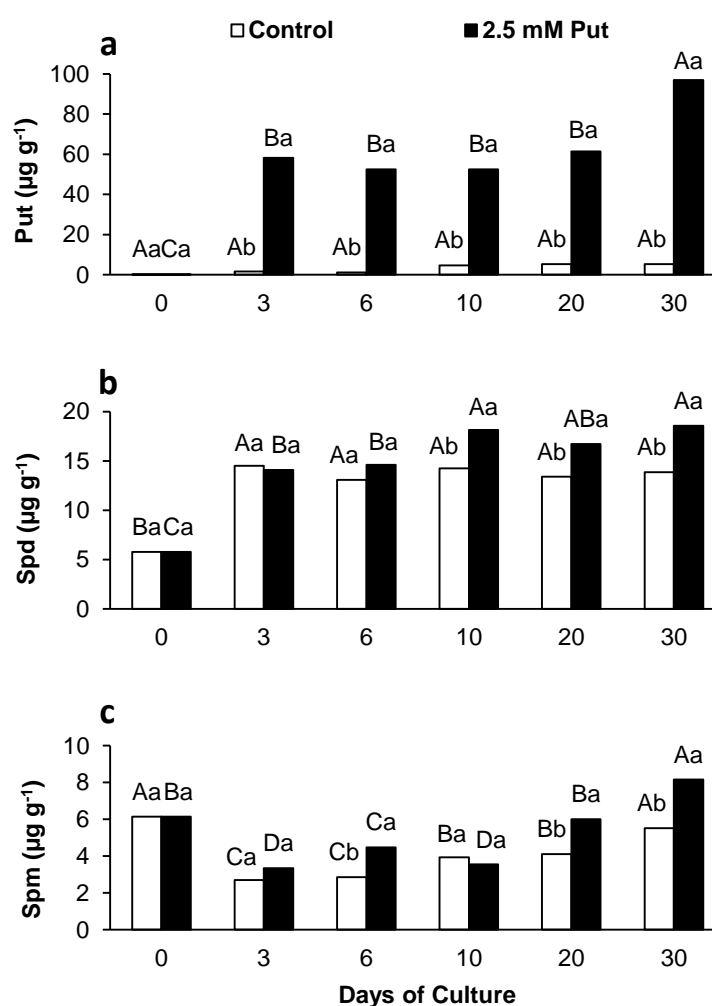 a
Control 2.5 mM Put
Put (µg g-1)
100
80
60
40
20
0
AaCa
Ab
Ba
Ab
Ba
Ab
Ba
Ab
Ba
Ab
Aa
0 3 6 10 20 30
b
Spd (µg g-1)
20
15
10
5
0
Ba Ca
Aa Ba
Aa
Ba
Ab
Aa
Ab
ABa
Ab
Aa
0 3 6 10 20 30
c
Spm (µg g-1)
10
8
6
4
2
0
AaBa
Ca
Da
Cb
Ca
Ba
Da
Bb
Ba
Ab
Aa
0 3 6 10 20 30
Days of Culture